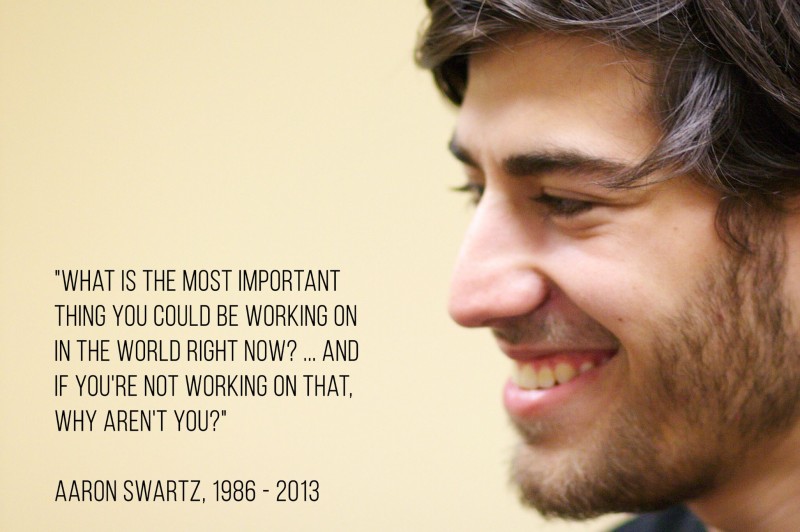 "WHAT IS THE MOST IMPORTANT
THING YOU COULD BE WORKING ON
IN THE WORLD RIGHT NOW? ... AND
IF YOU'RE NOT WORKING ON THAT,
WHY AREN'T YOU?"
AARON SWARTZ, 1986 - 2013